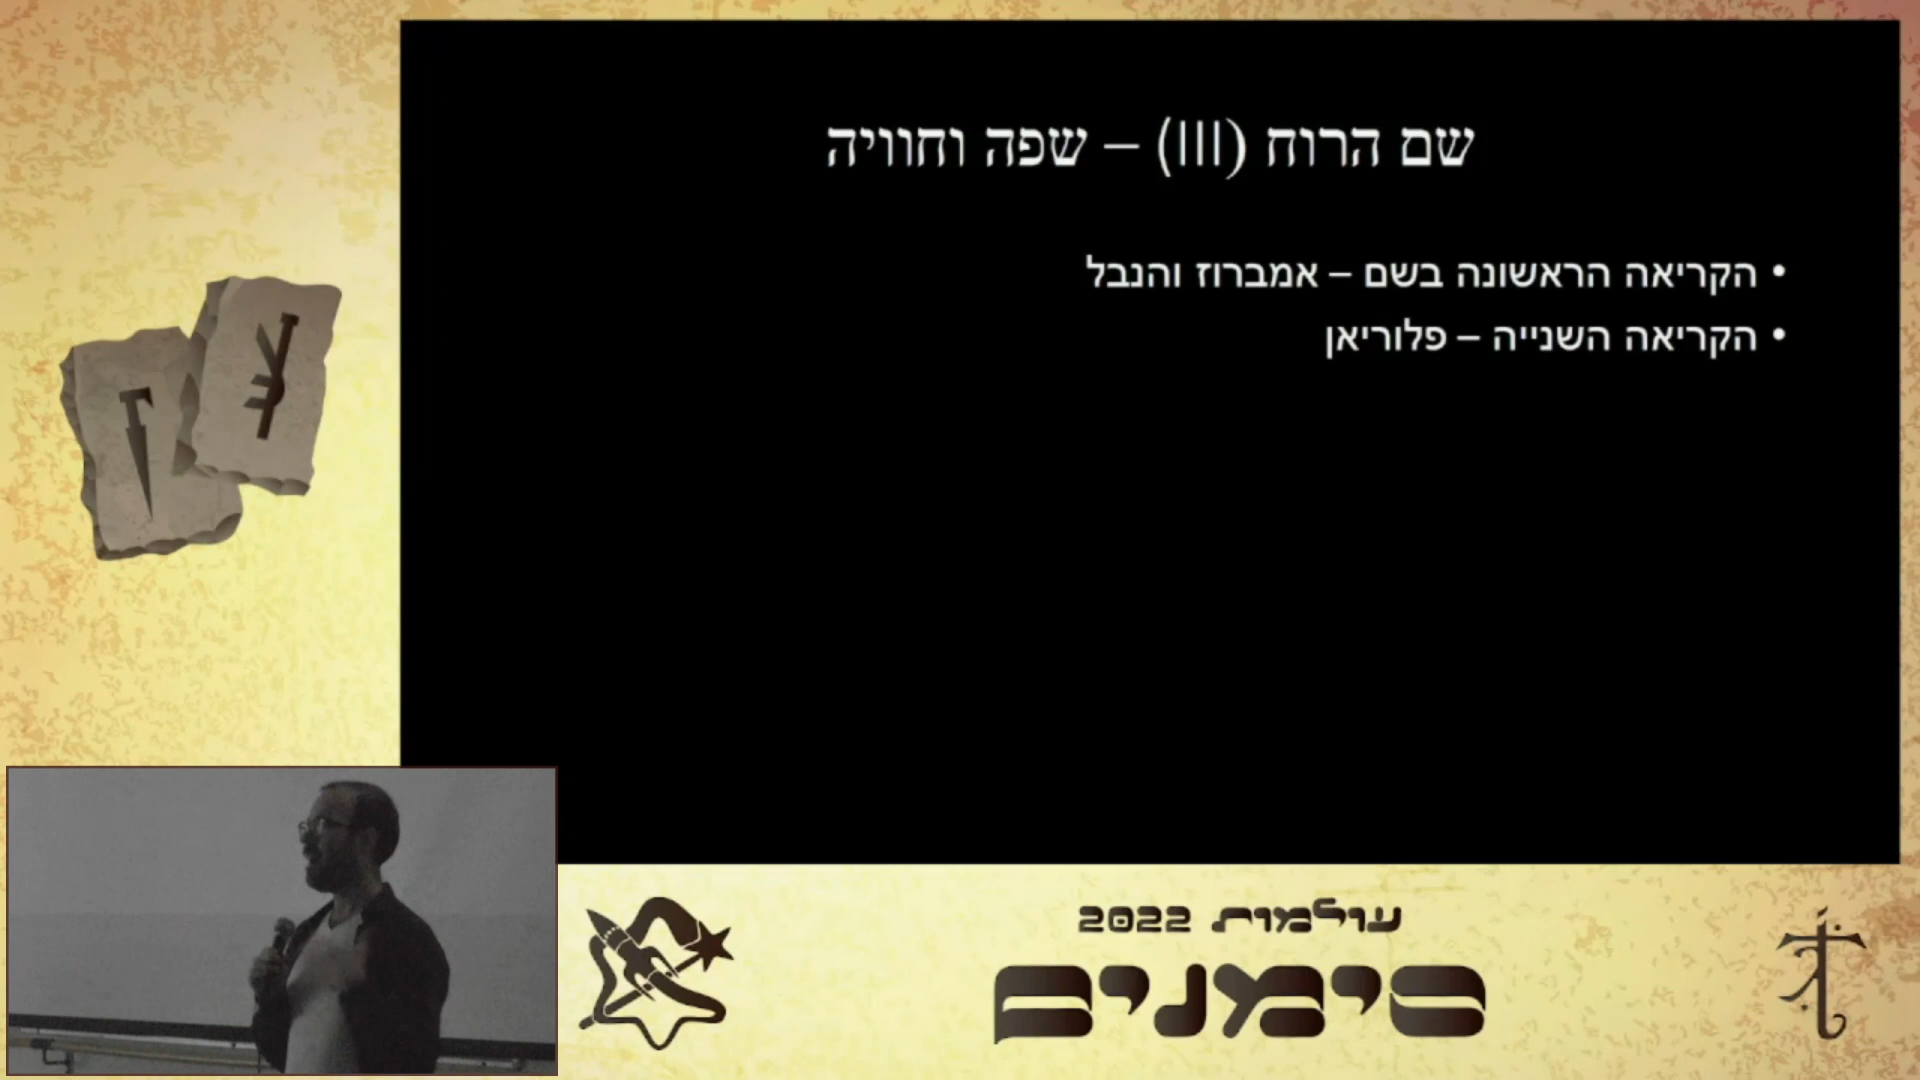 שם הרוח (III) – שפה וחוויה
• הקריאה הראשונה בשם – אמברוז והנבל
• הקריאה השנייה – פלוריאן
עולמות 2022
סימנים